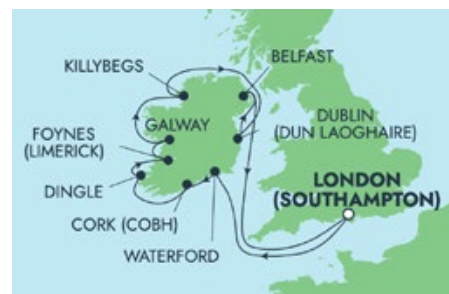 KILLYBEGS
BELFAST
GALWAY
DUBLIN
(DUN LAOGHAIRE)
FOYNES
(LIMERICK)
DINGLE
LONDON
(SOUTHAMPTON)
CORK (COBH)
WATERFORD